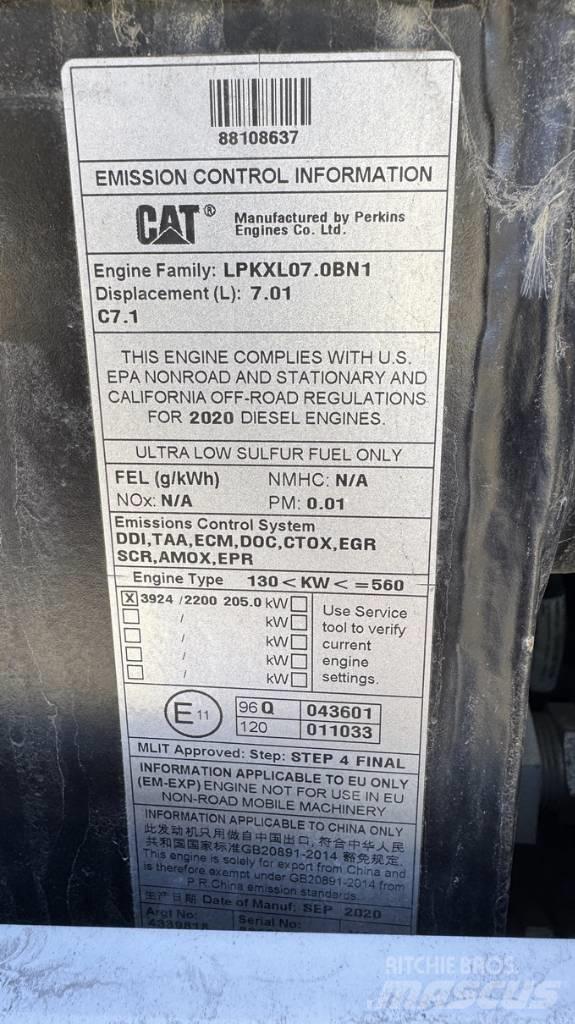 88108637
EMISSION CONTROL INFORMATION
CAT® Manufactured by Perkins
Engines Co. Ltd.
Engine Family: LPKXL07.0BN1
Displacement (L): 7.01
C7.1
THIS ENGINE COMPLIES WITH U.S.
EPA NONROAD AND STATIONARY AND
CALIFORNIA OFF-ROAD REGULATIONS
FOR 2020 DIESEL ENGINES.
ULTRA LOW SULFUR FUEL ONLY
FEL (g/kWh) NMHC: N/A
NOx: N/A PM: 0.01
Emissions Control System
DDI,TAA,ECM,DOC,CTOX,EGR
SCR,AMOX,EPR
Engine Type 130 < KW < =560
X 3924 /2200 205.0 kW
/ kW
/ kW
/ kW
/ kW
Use Service
tool to verify
current
engine
settings.
E 11
96 Q 043601
120 011033
MLIT Approved: Step: STEP 4 FINAL
INFORMATION APPLICABLE TO EU ONLY
(EM-EXP) ENGINE NOT FOR USE IN EU
NON-ROAD MOBILE MACHINERY
INFORMATION APPLICABLE TO CHINA ONLY
此发动机只用做自中国出口,符合中华人民
共和国国家标准GB20891-2014 豁免规定.
This engine is solely for export from China and
is therefore exempt under GB20891-2014 from
P R China emission standards.
生产日期 Date of Manuf: SEP 2020
Argt No: Serial No:
RITCHIE BROS.
MASCUS